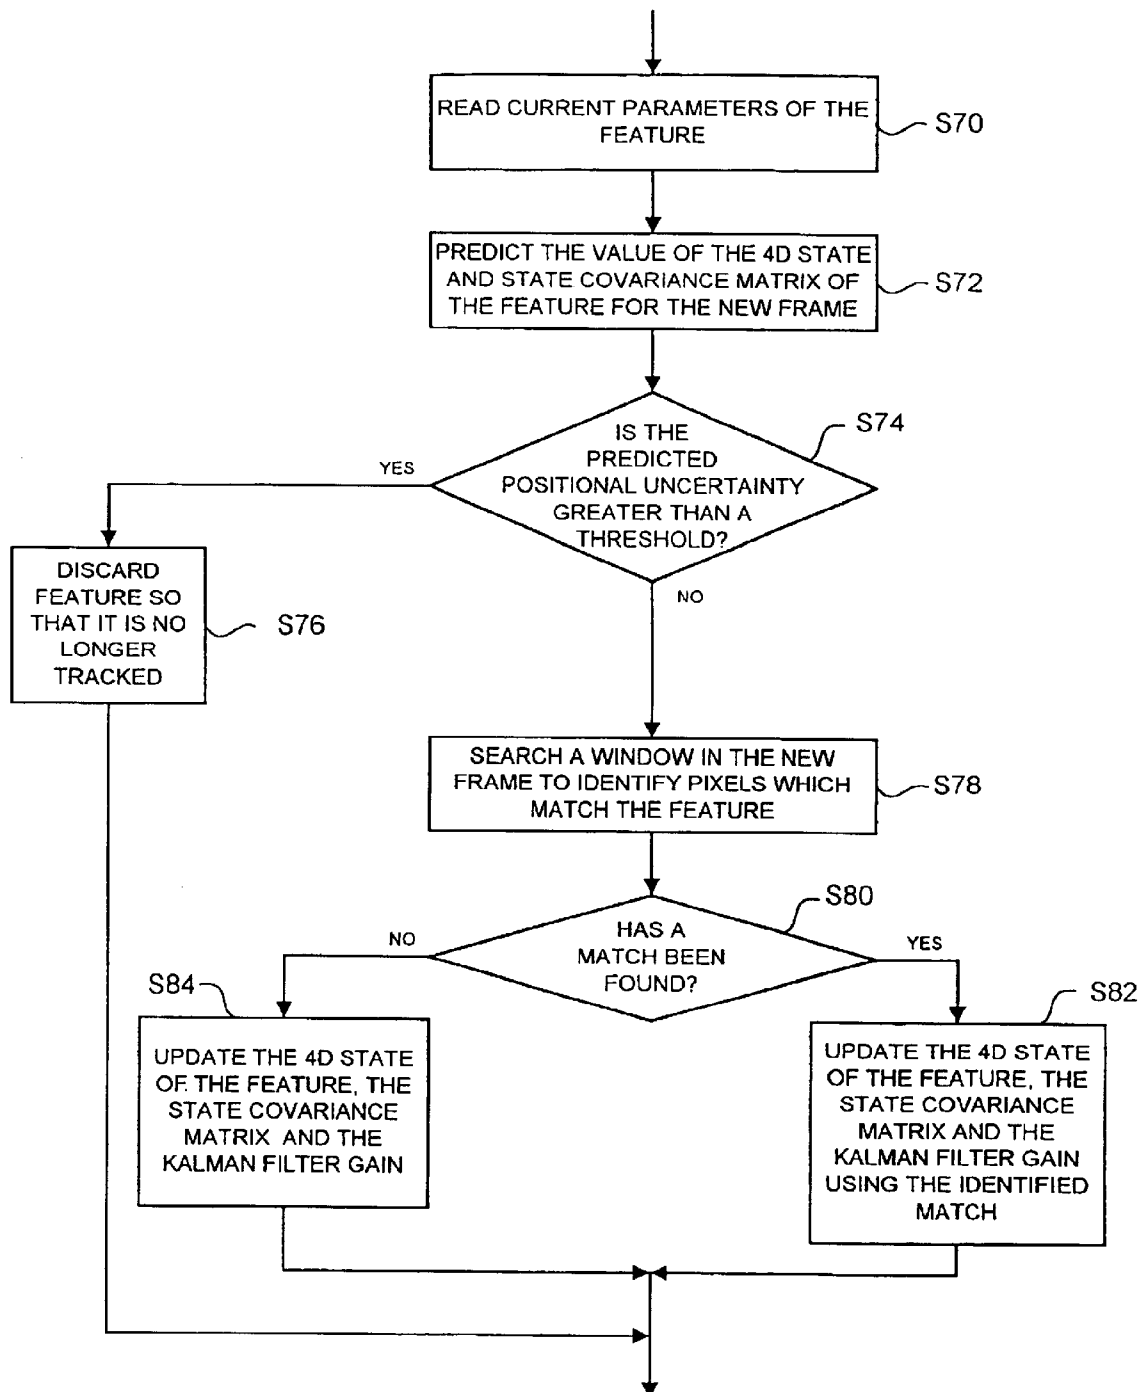 READ CURRENT PARAMETERS OF THE
FEATURE
S70
PREDICT THE VALUE OF THE 4D STATE
AND STATE COVARIANCE MATRIX OF
THE FEATURE FOR THE NEW FRAME
S72
IS THE
PREDICTED
POSITIONAL UNCERTAINTY
GREATER THAN A
THRESHOLD?
S74
YES
NO
DISCARD
FEATURE SO
THAT IT IS NO
LONGER
TRACKED
S76
SEARCH A WINDOW IN THE NEW
FRAME TO IDENTIFY PIXELS WHICH
MATCH THE FEATURE
S78
HAS A
MATCH BEEN
FOUND?
S80
NO
YES
S84
UPDATE THE 4D STATE
OF THE FEATURE, THE
STATE COVARIANCE
MATRIX AND THE
KALMAN FILTER GAIN
S82
UPDATE THE 4D STATE
OF THE FEATURE, THE
STATE COVARIANCE
MATRIX AND THE
KALMAN FILTER GAIN
USING THE IDENTIFIED
MATCH